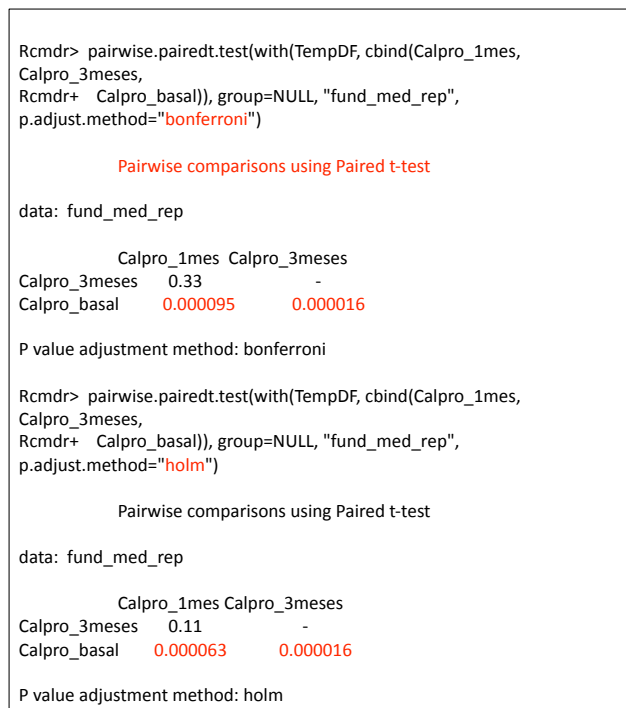 Rcmdr> pairwise.pairedt.test(with(TempDF, cbind(Calpro_1mes,
Calpro_3meses,
Rcmdr+ Calpro_basal)), group=NULL, "fund_med_rep",
p.adjust.method="bonferroni")
Pairwise comparisons using Paired t-test
data: fund_med_rep
Calpro_1mes Calpro_3meses
Calpro_3meses 0.33 -
Calpro_basal 0.000095 0.000016
P value adjustment method: bonferroni
Rcmdr> pairwise.pairedt.test(with(TempDF, cbind(Calpro_1mes,
Calpro_3meses,
Rcmdr+ Calpro_basal)), group=NULL, "fund_med_rep",
p.adjust.method="holm")
Pairwise comparisons using Paired t-test
data: fund_med_rep
Calpro_1mes Calpro_3meses
Calpro_3meses 0.11 -
Calpro_basal 0.000063 0.000016
P value adjustment method: holm